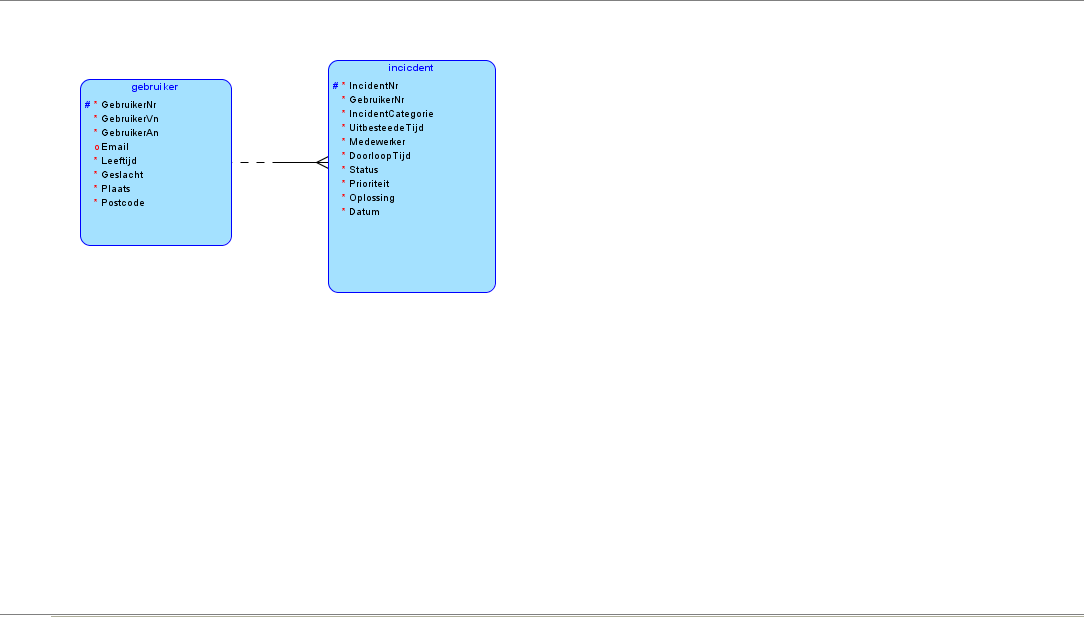 gebruiker
# * GebruikerNr
* GebruikerVn
* GebruikerAn
o Email
* Leeftijd
* Geslacht
* Plaats
* Postcode
incicdent
# * IncidentNr
* GebruikerNr
* IncidentCategorie
* UitbesteedeTijd
* Medewerker
* DoorloopTijd
* Status
* Prioriteit
* Oplossing
* Datum